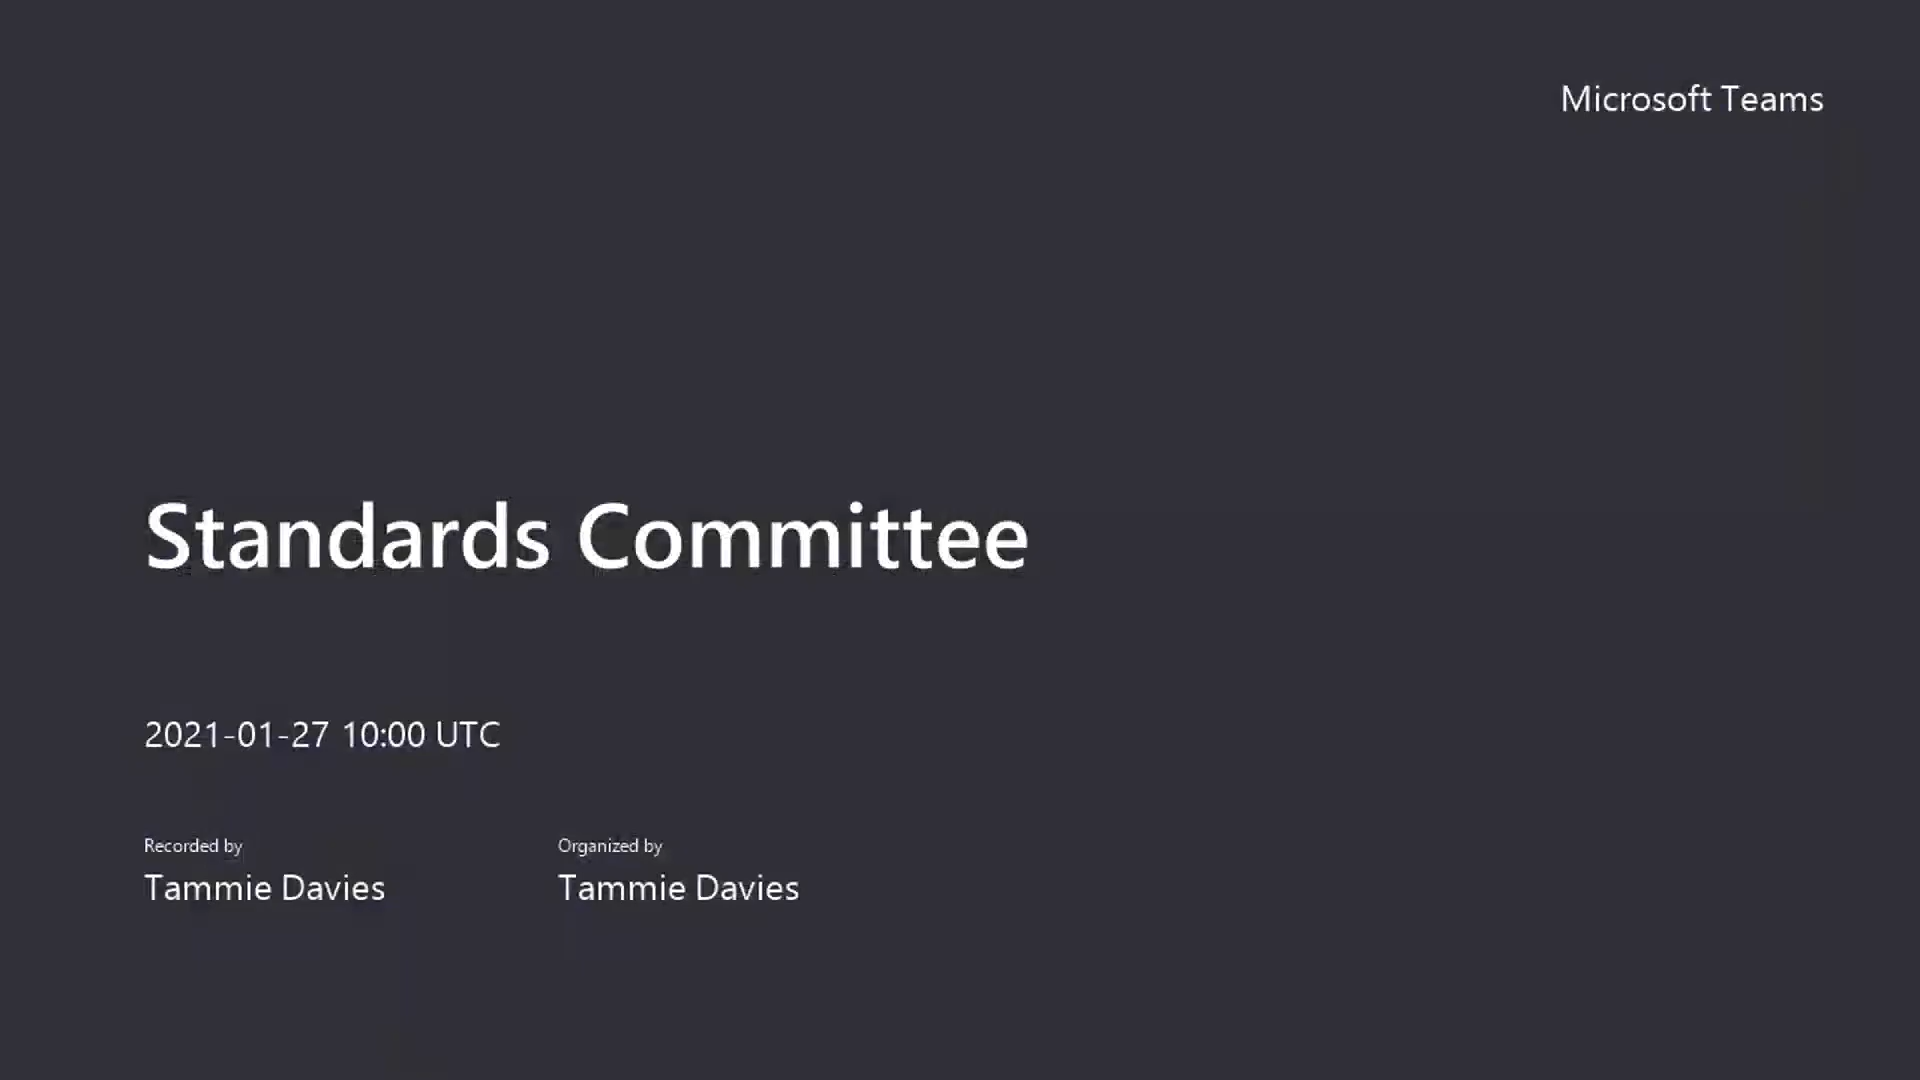 Microsoft Teams
Standards Committee
2021-01-27 10:00 UTC
Recorded by
Tammie Davies
Organized by
Tammie Davies